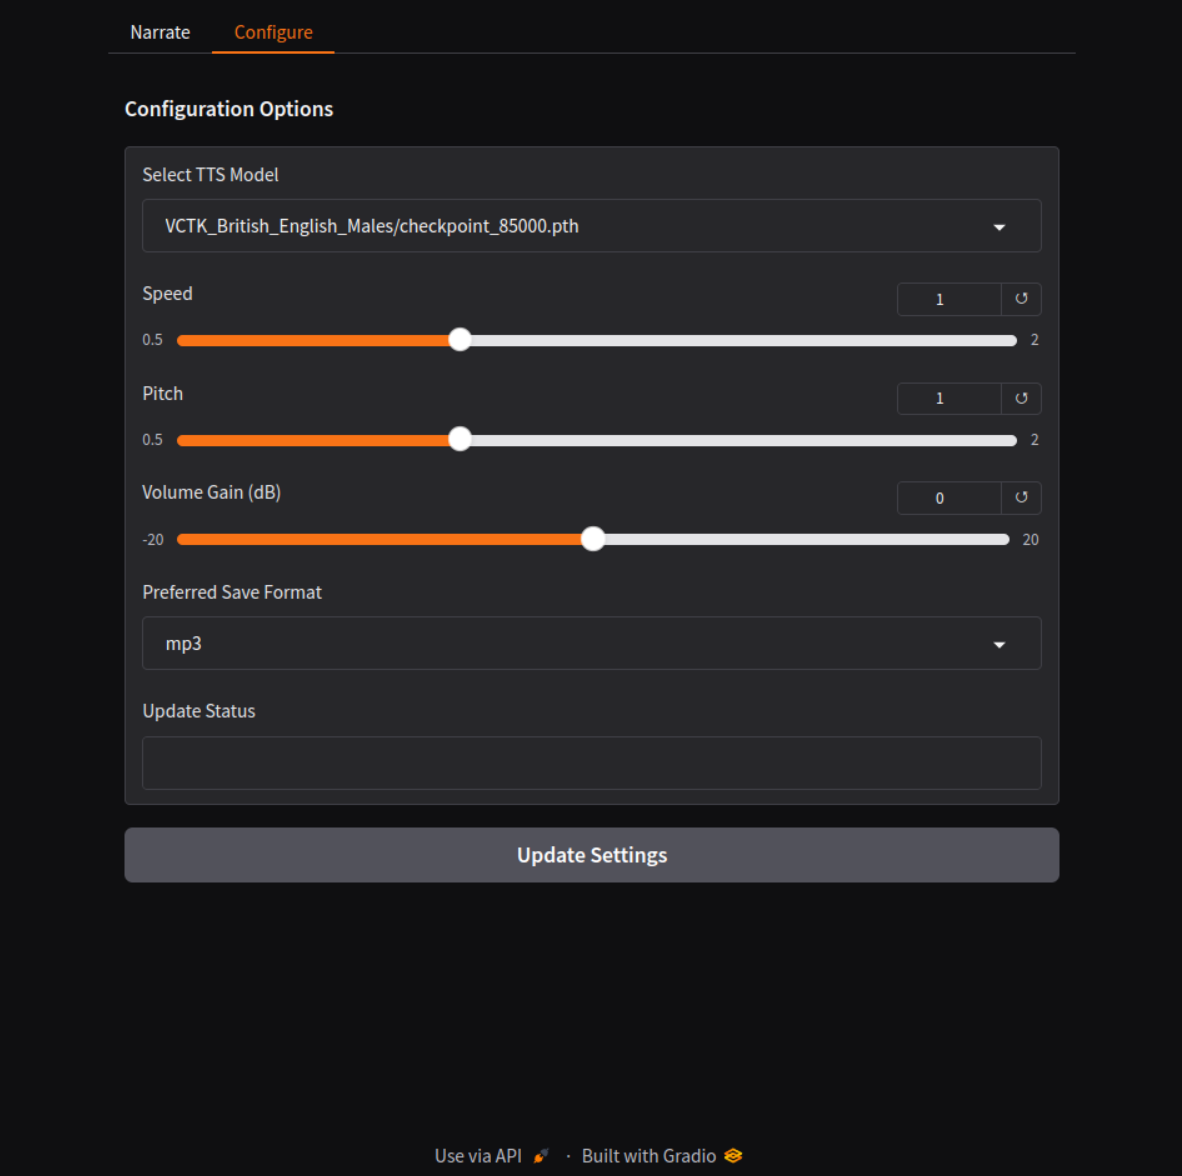 Narrate
Configure
Configuration Options
Select TTS Model
VCTK_British_English_Males/checkpoint_85000.pth
Speed
1
0.5
2
Pitch
1
0.5
2
Volume Gain (dB)
0
-20
20
Preferred Save Format
mp3
Update Status
Update Settings
Use via API · Built with Gradio